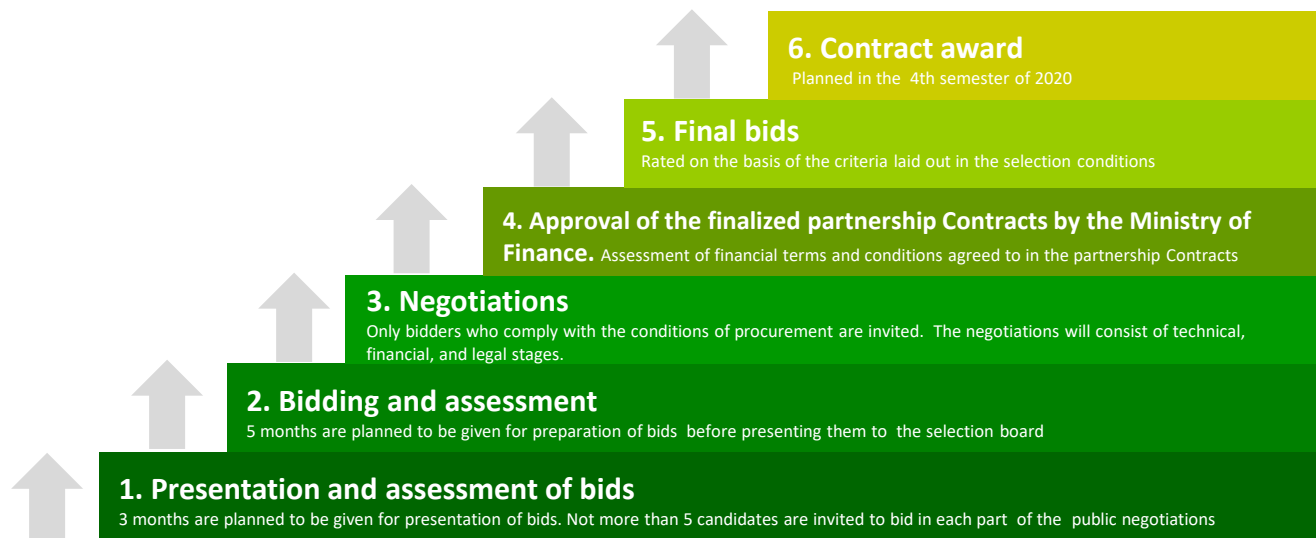 6. Contract award
Planned in the 4th semester of 2020
5. Final bids
Rated on the basis of the criteria laid out in the selection conditions
4. Approval of the finalized partnership Contracts by the Ministry of
Finance. Assessment of financial terms and conditions agreed to in the partnership Contracts
3. Negotiations
Only bidders who comply with the conditions of procurement are invited. The negotiations will consist of technical,
financial, and legal stages.
2. Bidding and assessment
5 months are planned to be given for preparation of bids before presenting them to the selection board
1. Presentation and assessment of bids
3 months are planned to be given for presentation of bids. Not more than 5 candidates are invited to bid in each part of the public negotiations